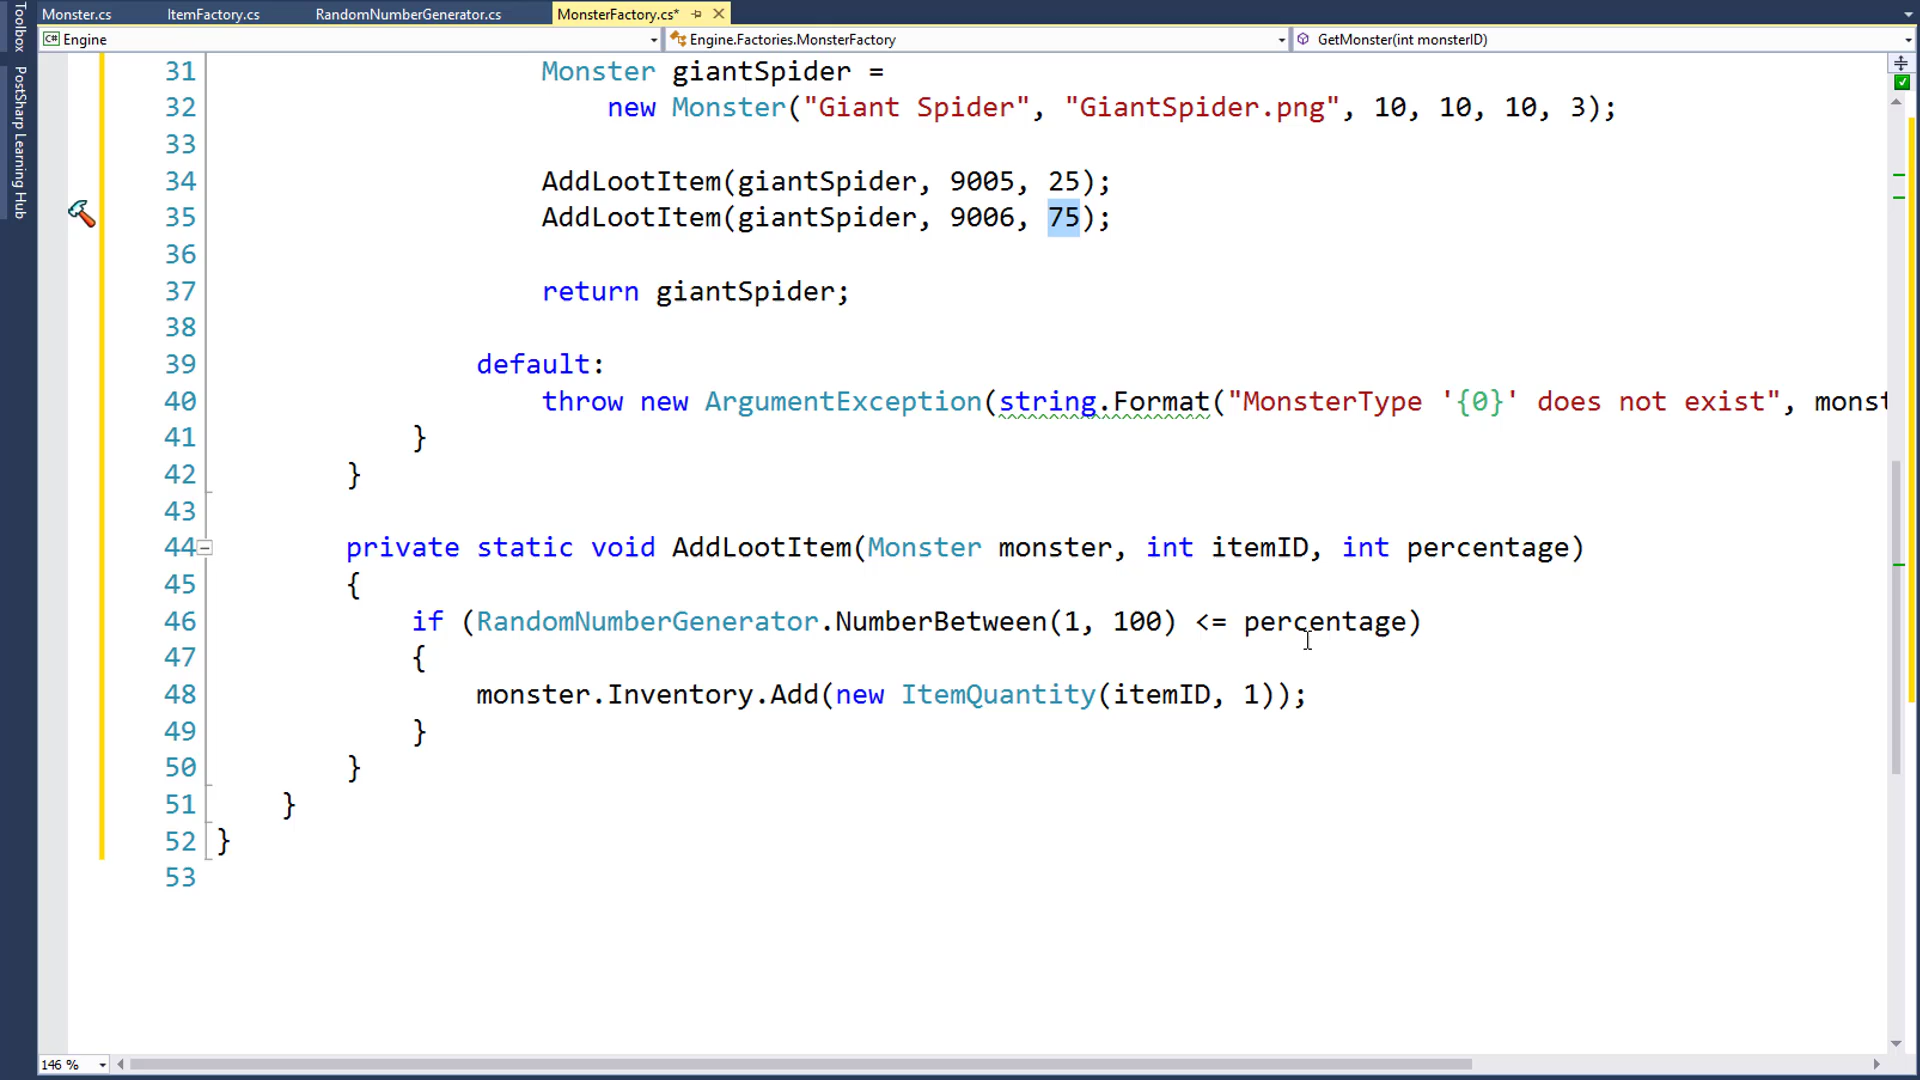 Toolbox
PostSharp Learning Hub
Monster.cs ItemFactory.cs RandomNumberGenerator.cs MonsterFactory.cs*
C# Engine Engine.Factories.MonsterFactory GetMonster(int monsterID)
31 Monster giantSpider =
32 new Monster("Giant Spider", "GiantSpider.png", 10, 10, 10, 3);
33
34 AddLootItem(giantSpider, 9005, 25);
35 AddLootItem(giantSpider, 9006, 75);
36
37 return giantSpider;
38
39 default:
40 throw new ArgumentException(string.Format("MonsterType '{0}' does not exist", monst
41 }
42 }
43
44 private static void AddLootItem(Monster monster, int itemID, int percentage)
45 {
46 if (RandomNumberGenerator.NumberBetween(1, 100) <= percentage)
47 {
48 monster.Inventory.Add(new ItemQuantity(itemID, 1));
49 }
50 }
51 }
52 }
53
146 %